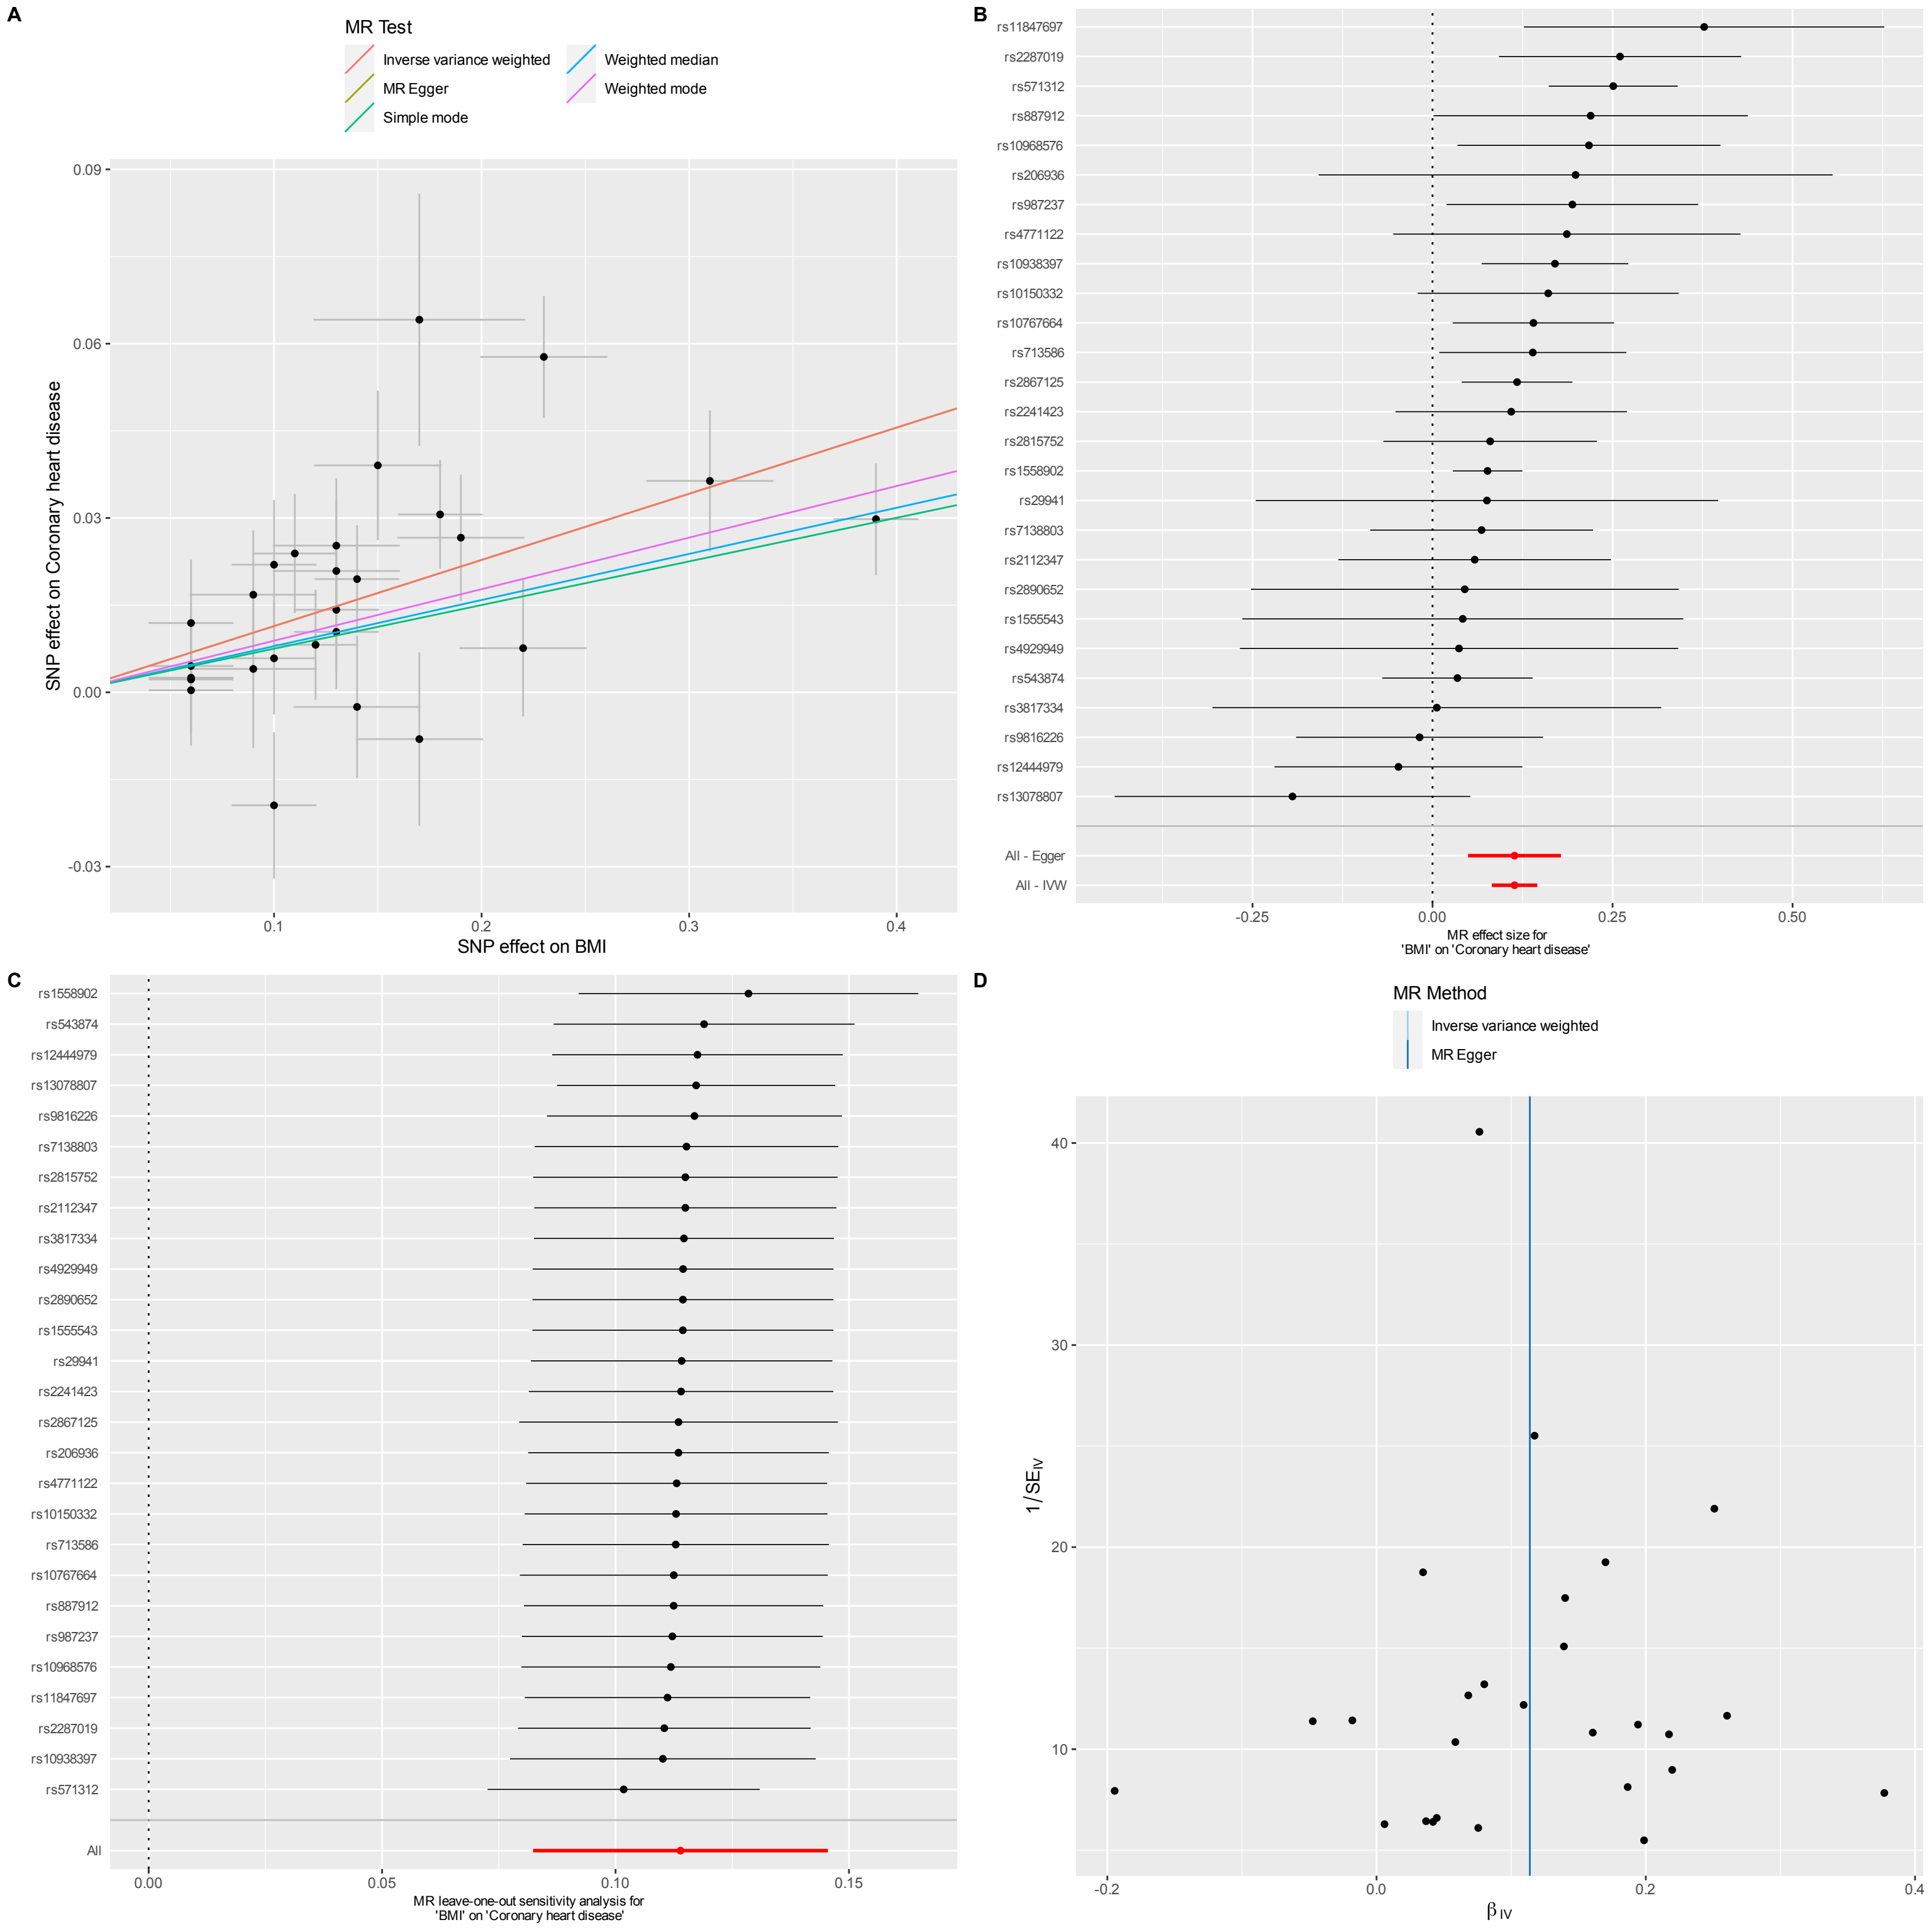 A
MR Test
Inverse variance weighted
Weighted median
MR Egger
Weighted mode
Simple mode
SNP effect on Coronary heart disease
0.09
0.06
0.03
0.00
-0.03
0.1
0.2
0.3
0.4
SNP effect on BMI
B
rs11847697
rs2287019
rs571312
rs887912
rs10968576
rs206936
rs987237
rs4771122
rs10938397
rs10150332
rs10767664
rs713586
rs2867125
rs2241423
rs2815752
rs1558902
rs29941
rs7138803
rs2112347
rs2890652
rs1555543
rs4929949
rs543874
rs3817334
rs9816226
rs12444979
rs13078807
All - Egger
All - IVW
-0.25
0.00
0.25
0.50
MR effect size for
'BMI' on 'Coronary heart disease'
C
rs1558902
rs543874
rs12444979
rs13078807
rs9816226
rs7138803
rs2815752
rs2112347
rs3817334
rs4929949
rs2890652
rs1555543
rs29941
rs2241423
rs2867125
rs206936
rs4771122
rs10150332
rs713586
rs10767664
rs887912
rs987237
rs10968576
rs11847697
rs2287019
rs10938397
rs571312
All
0.00
0.05
0.10
0.15
MR leave-one-out sensitivity analysis for
'BMI' on 'Coronary heart disease'
D
MR Method
Inverse variance weighted
MR Egger
1/SE IV
40
30
20
10
-0.2
0.0
0.2
0.4
β IV